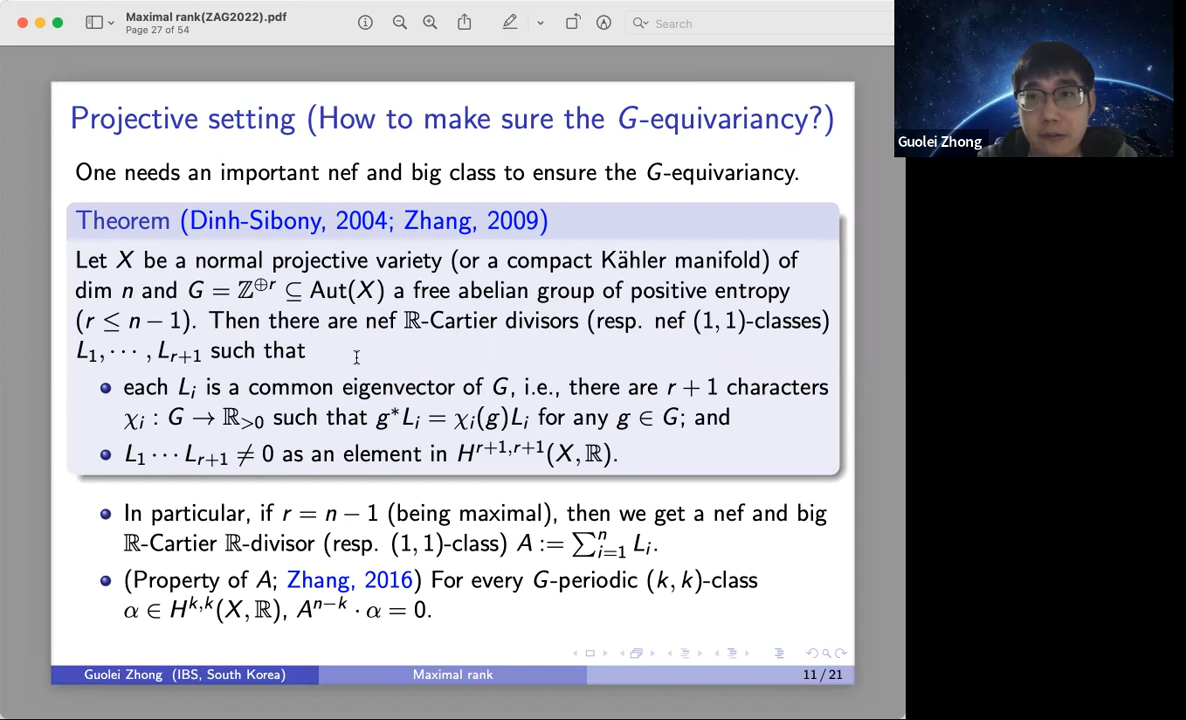 Maximal rank(ZAG2022).pdf
Page 27 of 54
Search
Guolei Zhong
Projective setting (How to make sure the G-equivariancy?)
One needs an important nef and big class to ensure the G-equivariancy.
Theorem (Dinh-Sibony, 2004; Zhang, 2009)
Let X be a normal projective variety (or a compact Kähler manifold) of
dim n and G = ℤ^{⊕r} ⊆ Aut(X) a free abelian group of positive entropy
(r ≤ n − 1). Then there are nef ℝ-Cartier divisors (resp. nef (1, 1)-classes)
L₁, ⋯ , L_{r+1} such that
each L_i is a common eigenvector of G, i.e., there are r + 1 characters
χ_i : G → ℝ_{>0} such that g*L_i = χ_i(g)L_i for any g ∈ G; and
L₁ ⋯ L_{r+1} ≠ 0 as an element in H^{r+1,r+1}(X, ℝ).
In particular, if r = n − 1 (being maximal), then we get a nef and big
ℝ-Cartier ℝ-divisor (resp. (1, 1)-class) A := ∑_{i=1}^{n} L_i.
(Property of A; Zhang, 2016) For every G-periodic (k, k)-class
α ∈ H^{k,k}(X, ℝ), A^{n−k} · α = 0.
Guolei Zhong (IBS, South Korea) Maximal rank 11 / 21